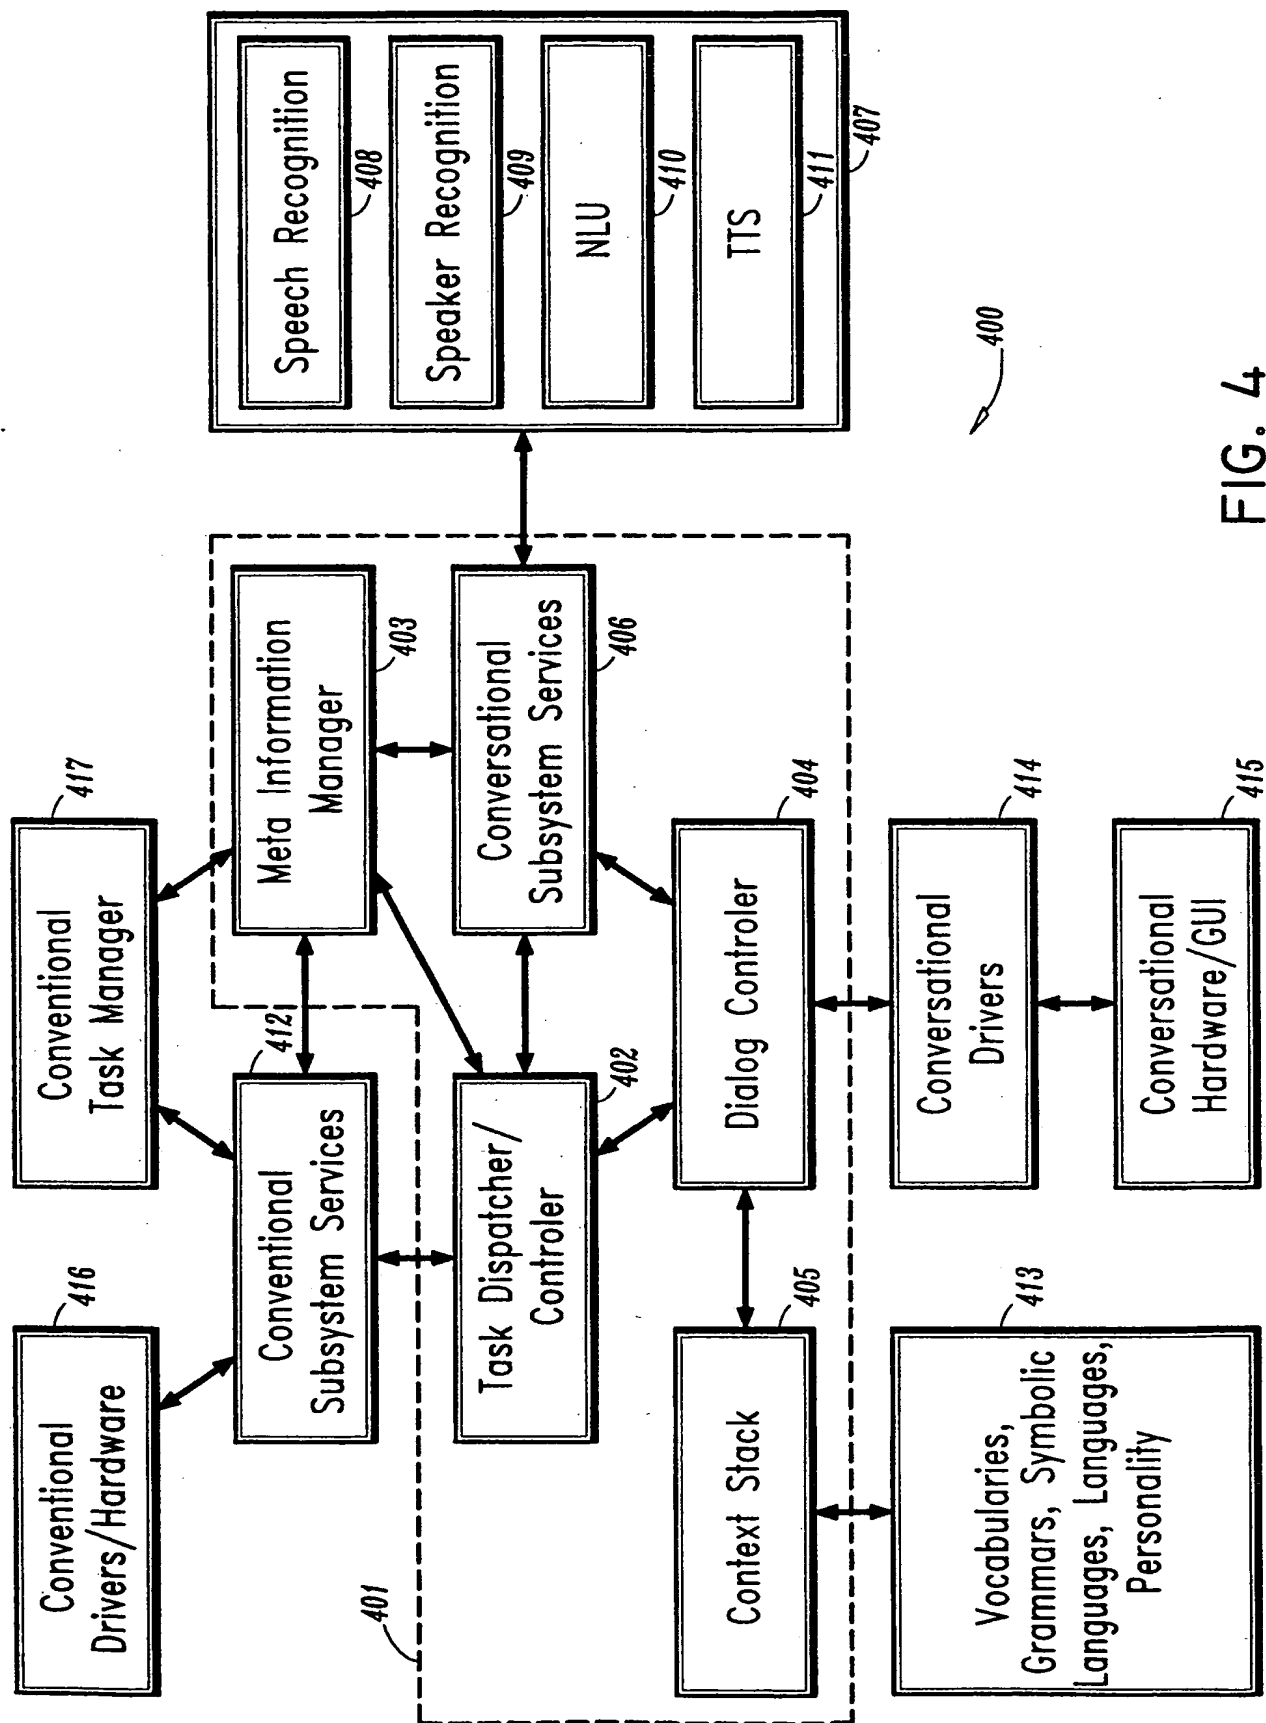 Conventional
Drivers/Hardware
416
Conventional
Task Manager
417
Conventional
Subsystem Services
412
Meta Information
Manager
403
Speech Recognition
408
Speaker Recognition
409
NLU
410
TTS
411
407
401
Task Dispatcher/
Controler
402
Conversational
Subsystem Services
406
Context Stack
405
Dialog Controler
404
Vocabularies,
Grammars, Symbolic
Languages, Languages,
Personality
413
Conversational
Drivers
414
Conversational
Hardware/GUI
415
400
FIG. 4